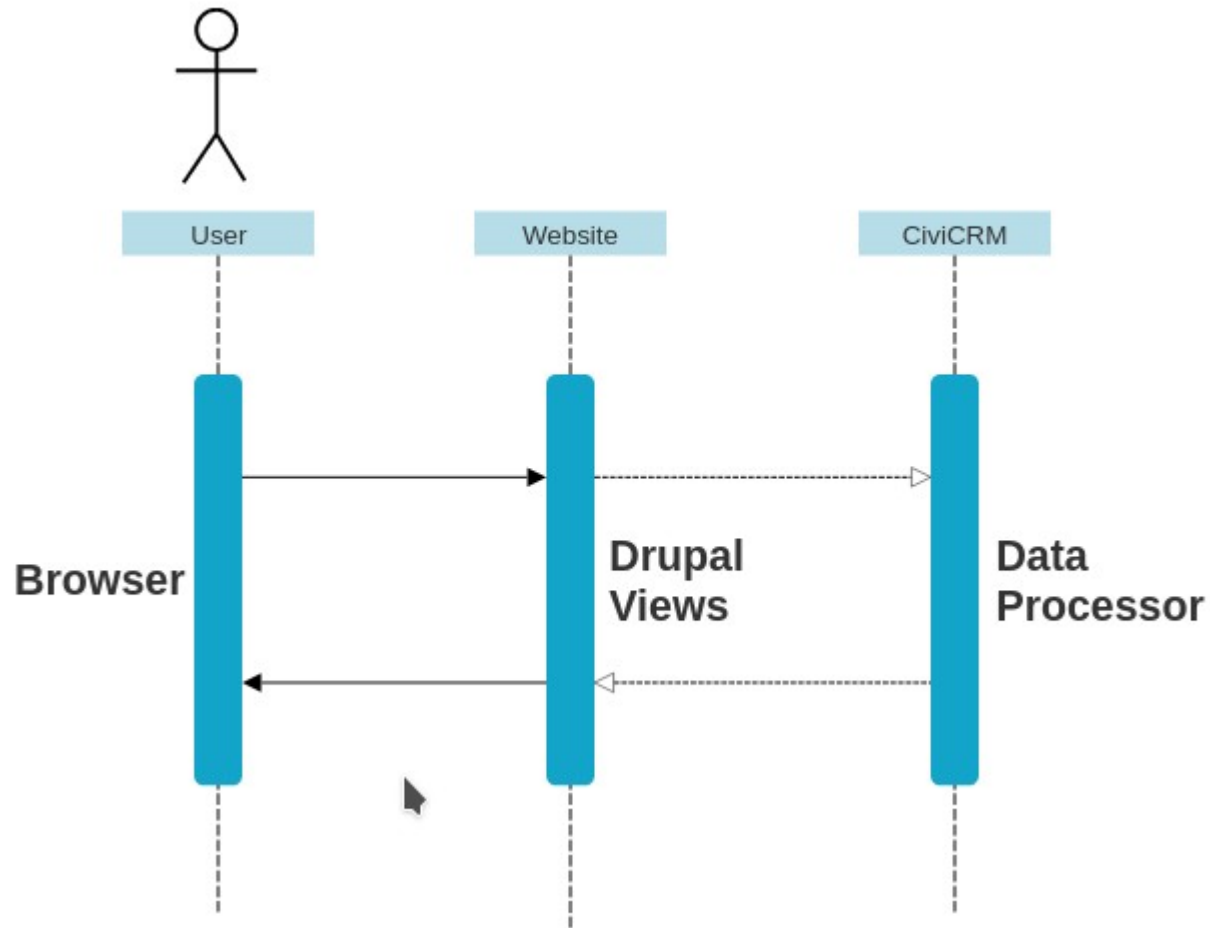 User
Website
CiviCRM
Browser
Drupal
Views
Data
Processor